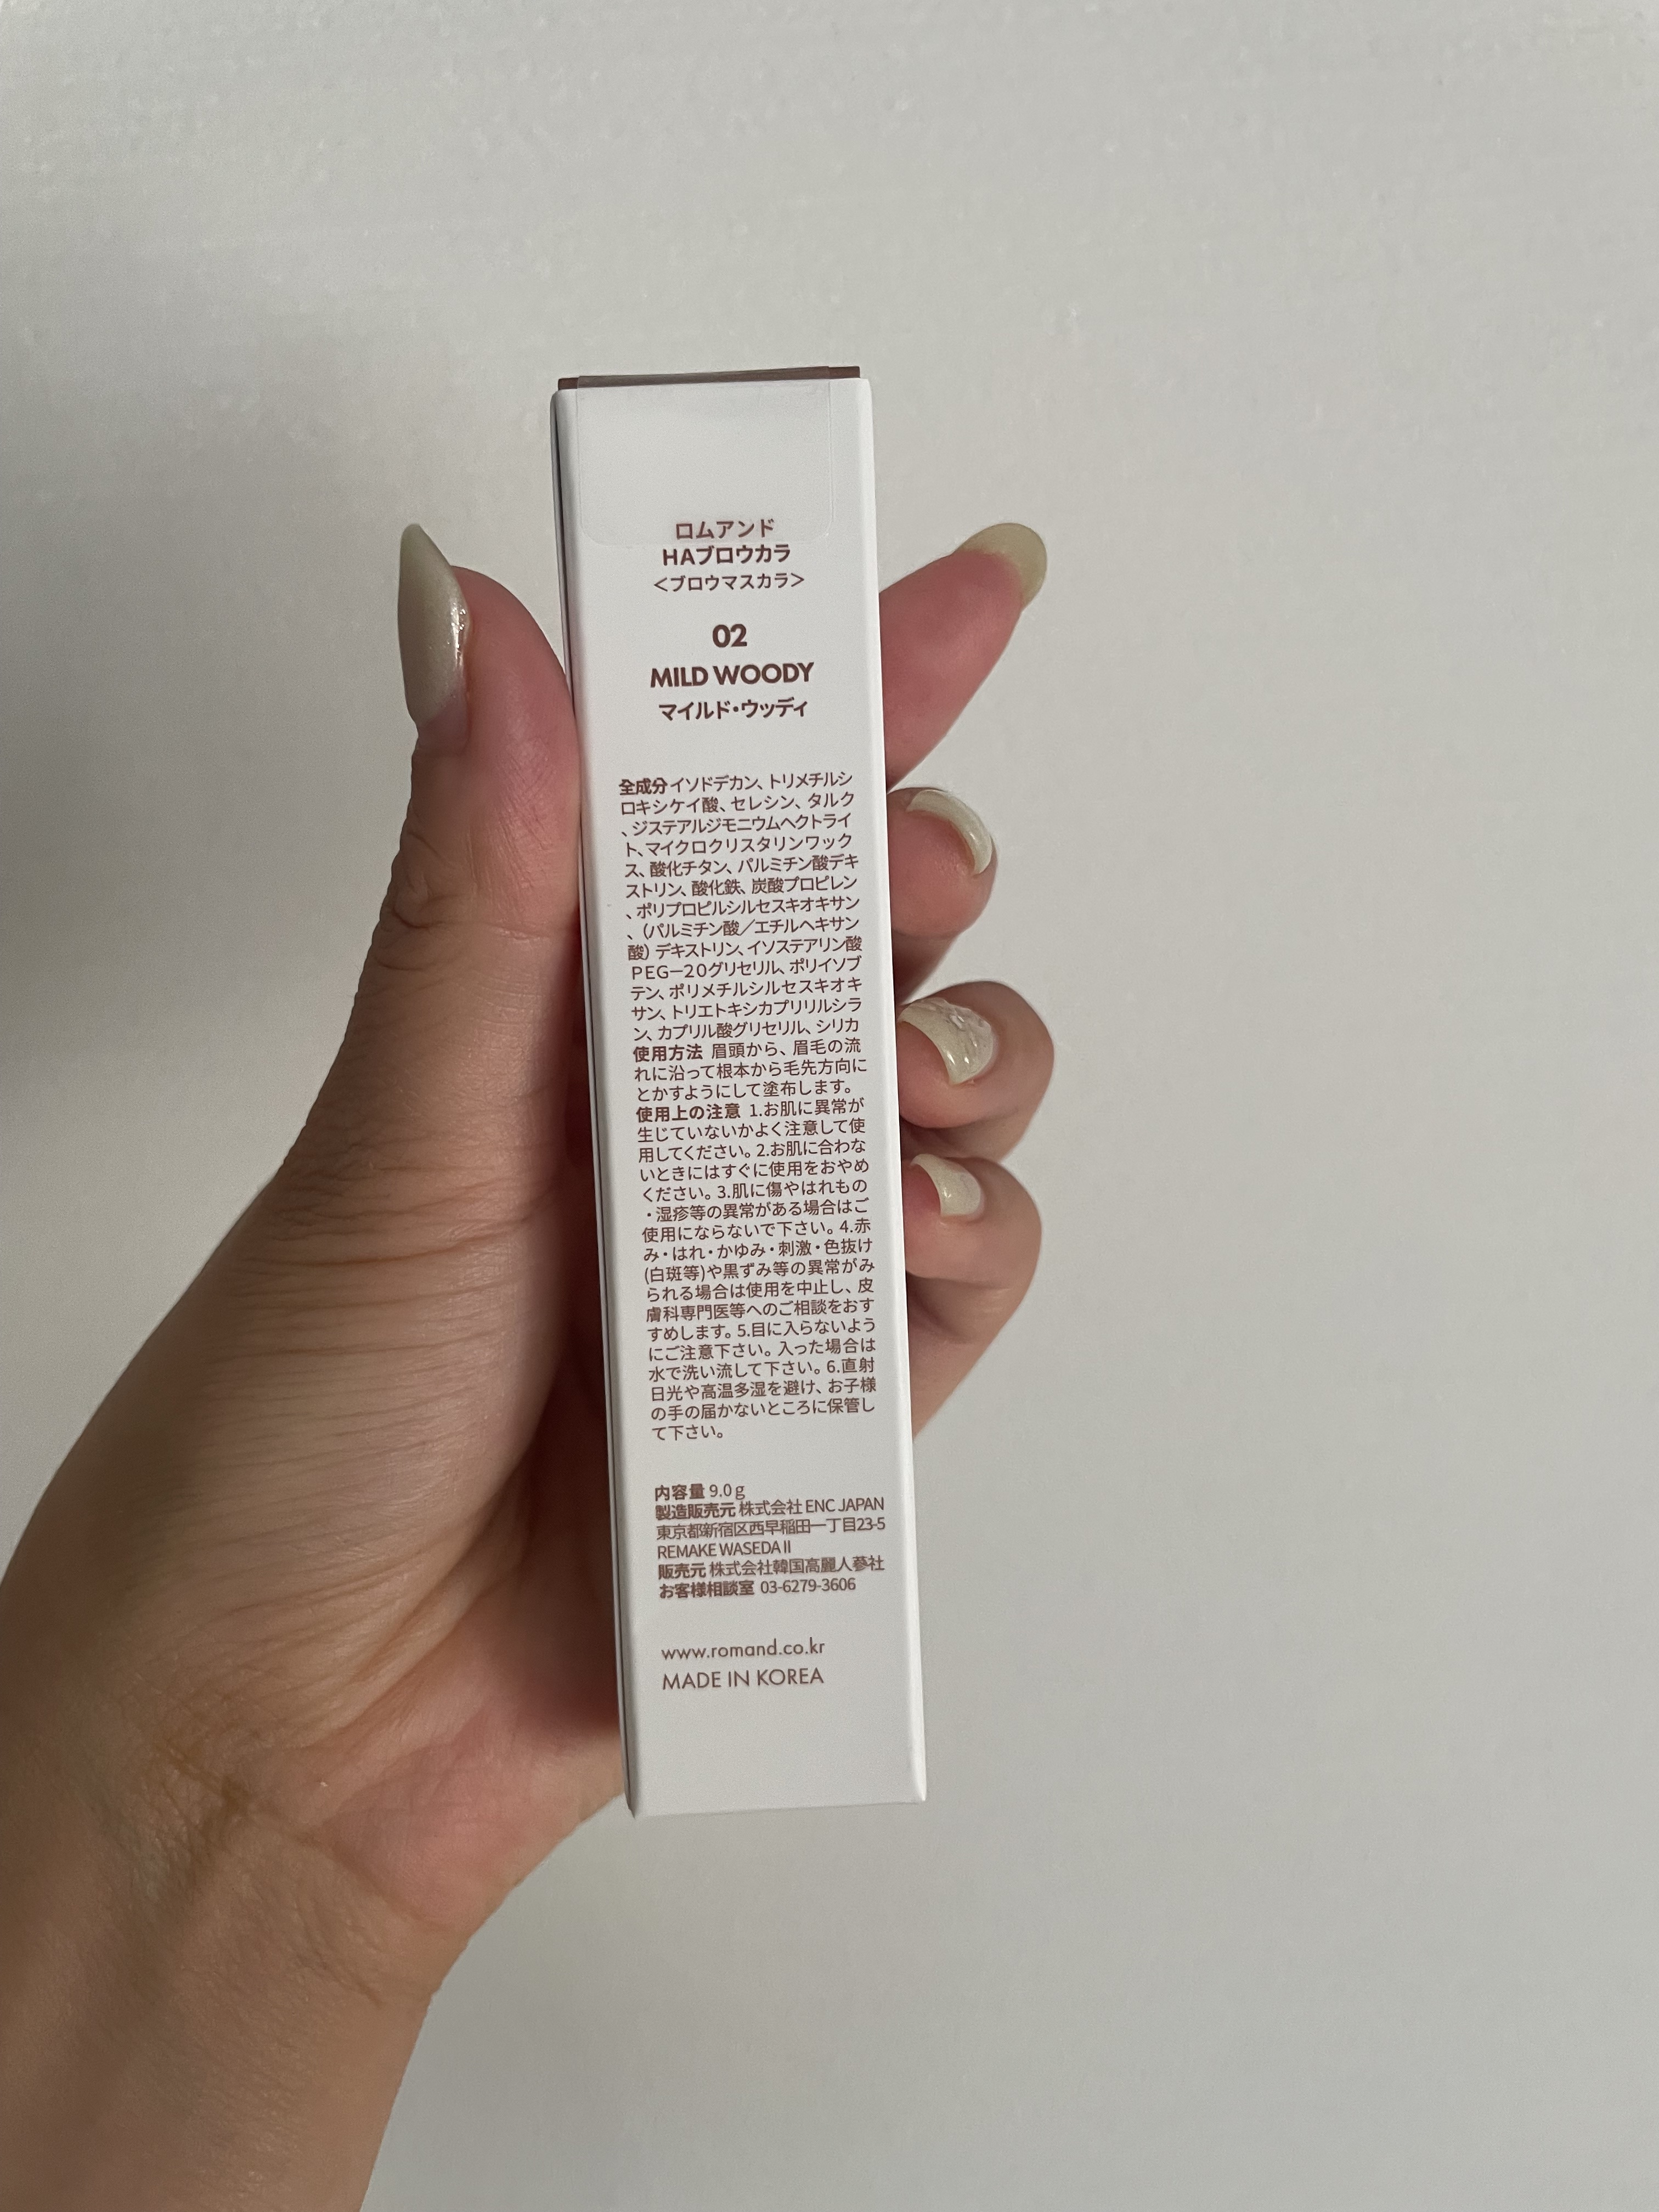 ロムアンド
HAブロウカラ
<ブロウマスカラ>
02
MILD WOODY
マイルド・ウッディ
全成分 イソドデカン、トリメチルシ
ロキシケイ酸、セレシン、タルク
、ジステアルジモニウムヘクトライ
ト、マイクロクリスタリンワック
ス、酸化チタン、パルミチン酸デキ
ストリン、酸化鉄、炭酸プロピレン
、ポリプロピルシルセスキオキサン
、（パルミチン酸／エチルヘキサン
酸）デキストリン、イソステアリン酸
PEG−20グリセリル、ポリイソブ
テン、ポリメチルシルセスキオキ
サン、トリエトキシカプリリルシラ
ン、カプリル酸グリセリル、シリカ
使用方法 眉頭から、眉毛の流
れに沿って根本から毛先方向に
とかすようにして塗布します。
使用上の注意 1.お肌に異常が
生じていないかよく注意して使
用してください。2.お肌に合わな
いときにはすぐに使用をおやめ
ください。3.肌に傷やはれもの
・湿疹等の異常がある場合はご
使用にならないで下さい。4.赤
み・はれ・かゆみ・刺激・色抜け
(白斑等)や黒ずみ等の異常がみ
られる場合は使用を中止し、皮
膚科専門医等へのご相談をおす
すめします。5.目に入らないよう
にご注意下さい。入った場合は
水で洗い流して下さい。6.直射
日光や高温多湿を避け、お子様
の手の届かないところに保管し
て下さい。
内容量 9.0g
製造販売元 株式会社 ENC JAPAN
東京都新宿区西早稲田一丁目23-5
REMAKE WASEDA II
販売元 株式会社韓国高麗人蔘社
お客様相談室 03-6279-3606
www.romand.co.kr
MADE IN KOREA